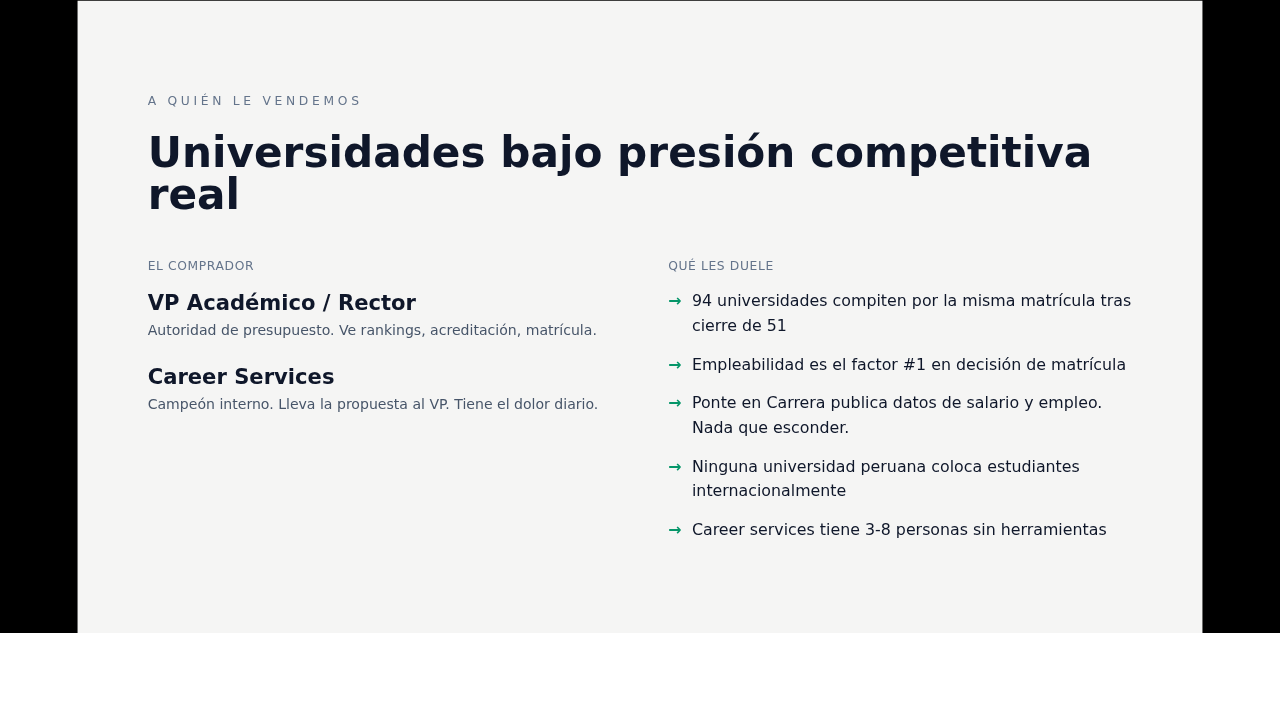 A QUIÉN LE VENDEMOS
Universidades bajo presión competitiva
real
EL COMPRADOR
VP Académico / Rector
Autoridad de presupuesto. Ve rankings, acreditación, matrícula.
Career Services
Campeón interno. Lleva la propuesta al VP. Tiene el dolor diario.
QUÉ LES DUELE
→ 94 universidades compiten por la misma matrícula tras
cierre de 51
→ Empleabilidad es el factor #1 en decisión de matrícula
→ Ponte en Carrera publica datos de salario y empleo.
Nada que esconder.
→ Ninguna universidad peruana coloca estudiantes
internacionalmente
→ Career services tiene 3-8 personas sin herramientas